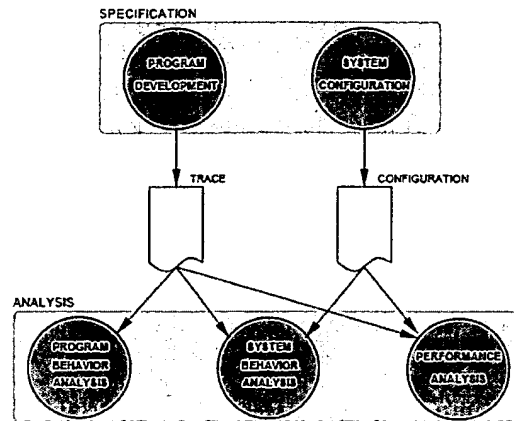 SPECIFICATION
PROGRAM
DEVELOPMENT
SYSTEM
CONFIGURATION
TRACE
CONFIGURATION
ANALYSIS
PROGRAM
BEHAVIOR
ANALYSIS
SYSTEM
BEHAVIOR
ANALYSIS
PERFORMANCE
ANALYSIS